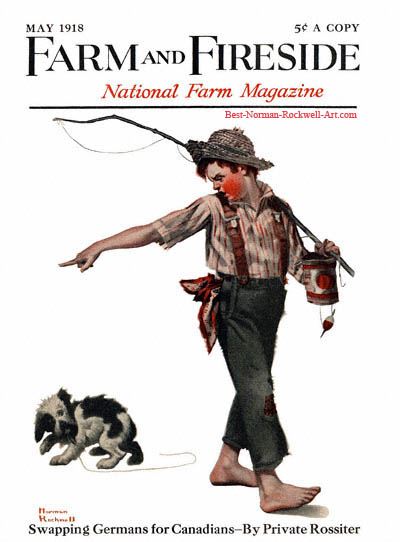 MAY 1918 5¢ A COPY
FARM AND FIRESIDE
National Farm Magazine
Best-Norman-Rockwell-Art.com
Norman
Rockwell
Swapping Germans for Canadians–By Private Rossiter